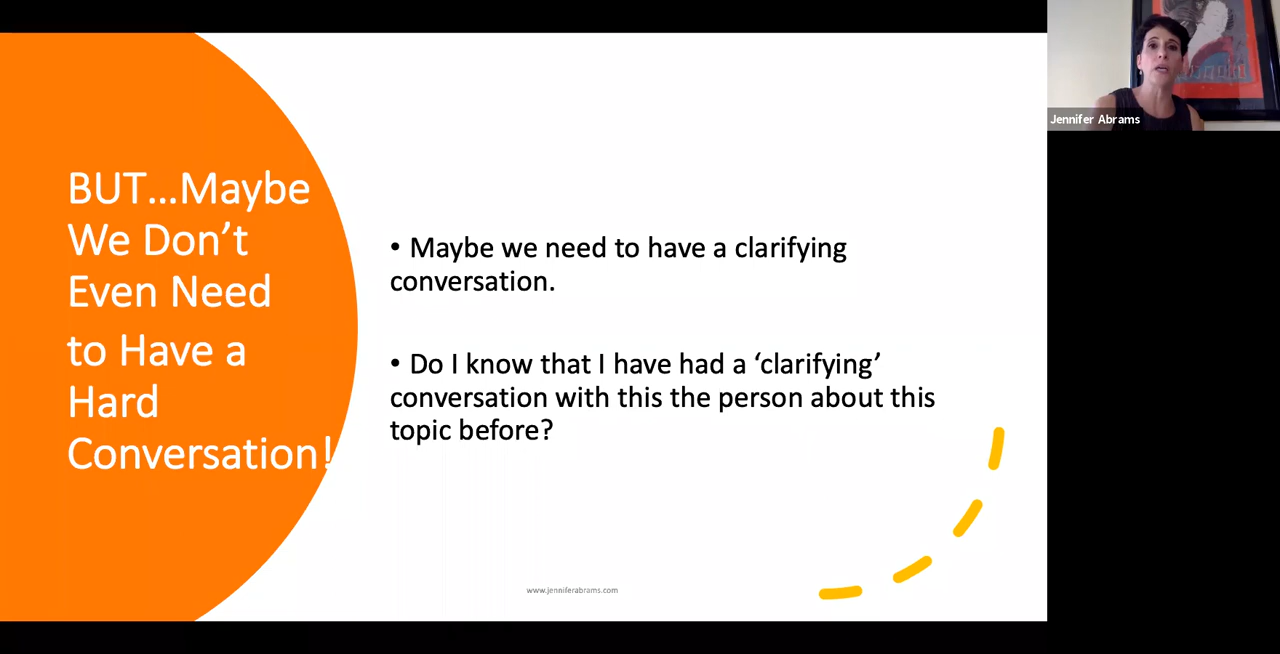 BUT...Maybe
We Don't
Even Need
to Have a
Hard
Conversation!
• Maybe we need to have a clarifying
conversation.
• Do I know that I have had a ‘clarifying’
conversation with this the person about this
topic before?
www.jenniferabrams.com
Jennifer Abrams